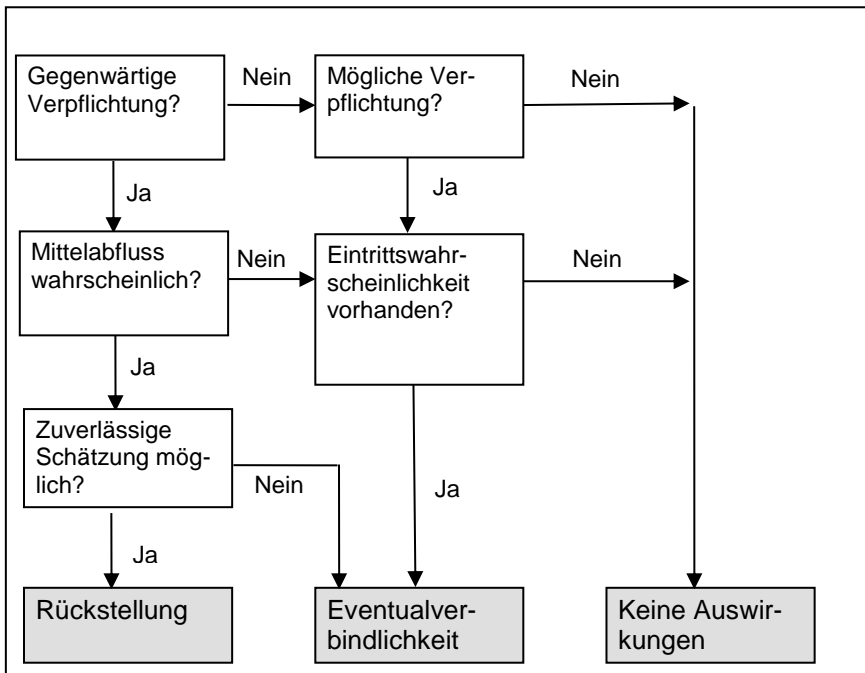 Gegenwärtige
Verpflichtung?
Nein
Mögliche Ver-
pflichtung?
Nein
Ja
Ja
Mittelabfluss
wahrscheinlich?
Nein
Eintrittswahr-
scheinlichkeit
vorhanden?
Nein
Ja
Zuverlässige
Schätzung mög-
lich?
Nein
Ja
Ja
Rückstellung
Eventualver-
bindlichkeit
Keine Auswir-
kungen